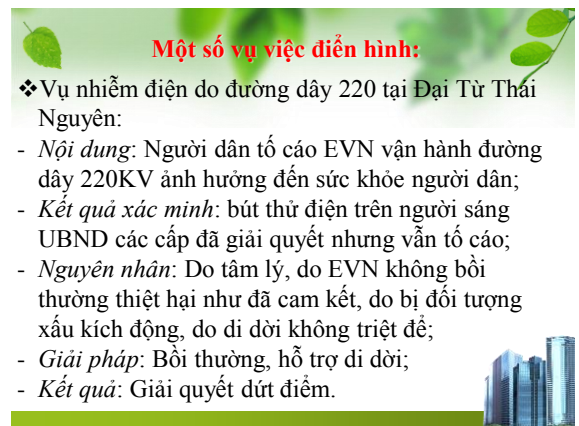 Một số vụ việc điển hình:
❖Vụ nhiễm điện do đường dây 220 tại Đại Từ Thái
Nguyên:
- Nội dung: Người dân tố cáo EVN vận hành đường
dây 220KV ảnh hưởng đến sức khỏe người dân;
- Kết quả xác minh: bút thử điện trên người sáng
UBND các cấp đã giải quyết nhưng vẫn tố cáo;
- Nguyên nhân: Do tâm lý, do EVN không bồi
thường thiệt hại như đã cam kết, do bị đối tượng
xấu kích động, do di dời không triệt để;
- Giải pháp: Bồi thường, hỗ trợ di dời;
- Kết quả: Giải quyết dứt điểm.